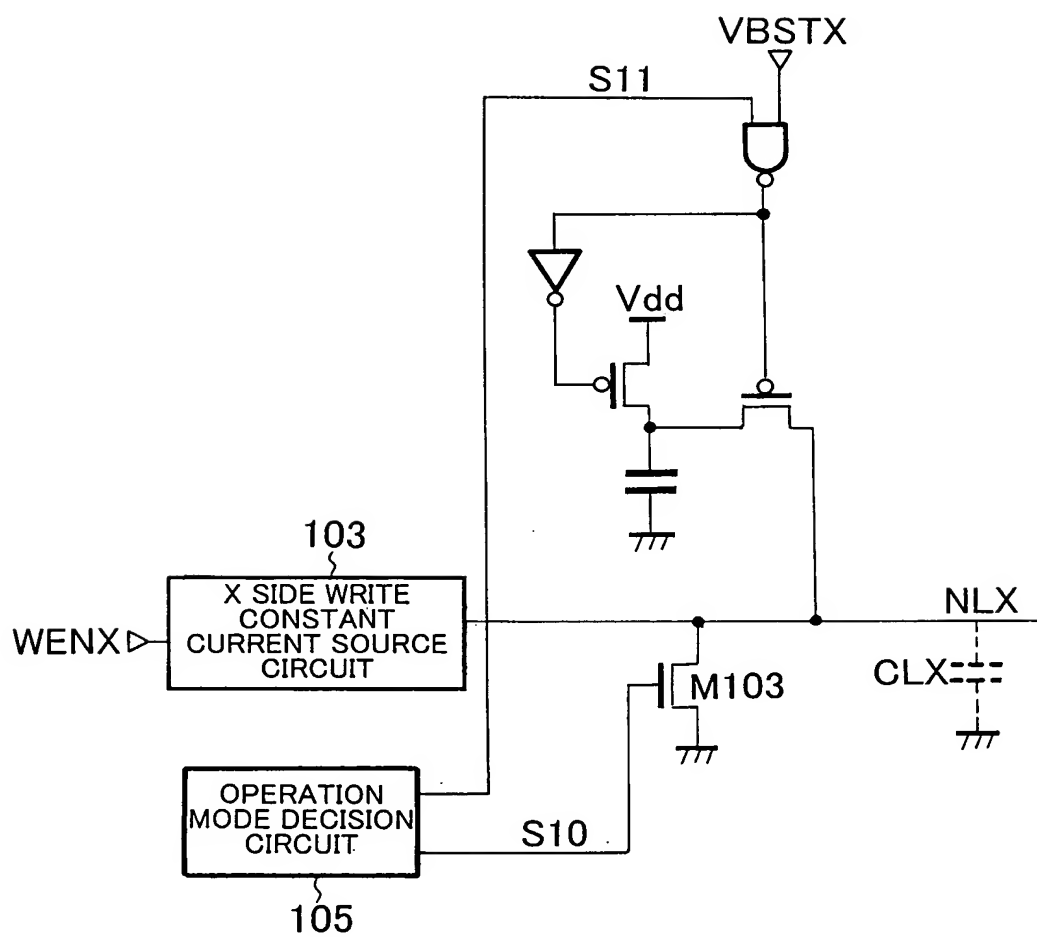 VBSTX
S11
Vdd
103
X SIDE WRITE
CONSTANT
CURRENT SOURCE
CIRCUIT
WENX
NLX
CLX
M103
OPERATION
MODE DECISION
CIRCUIT
S10
105